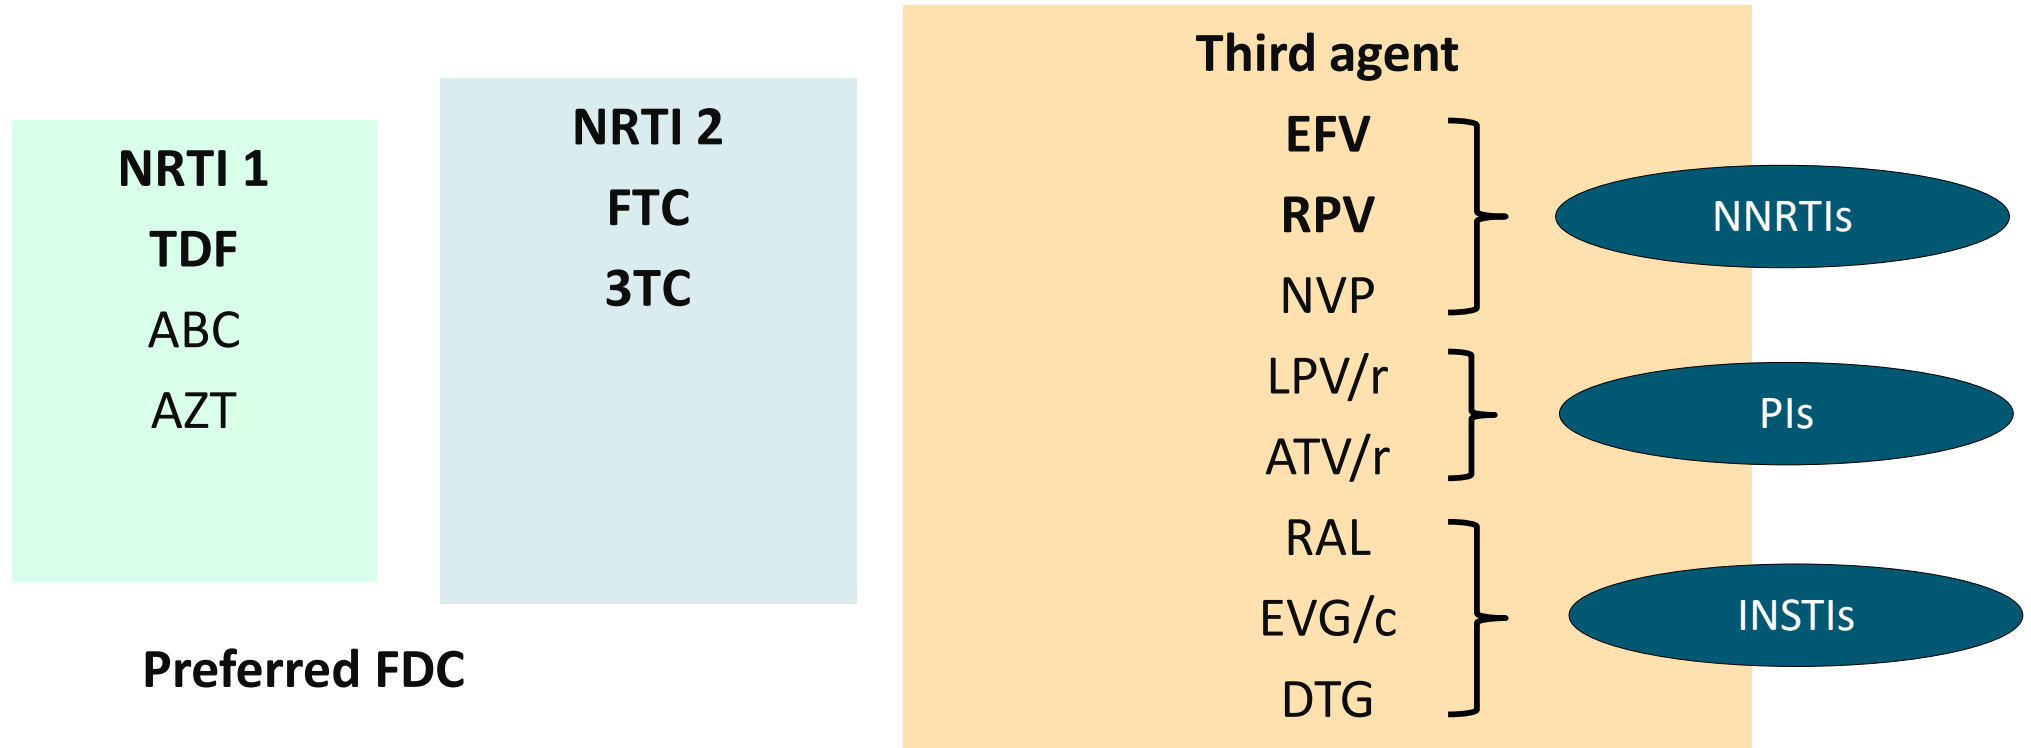 NRTI 1
TDF
ABC
AZT
NRTI 2
FTC
3TC
Third agent
EFV
RPV
NVP
LPV/r
ATV/r
RAL
EVG/c
DTG
NNRTIs
PIs
INSTIs
Preferred FDC